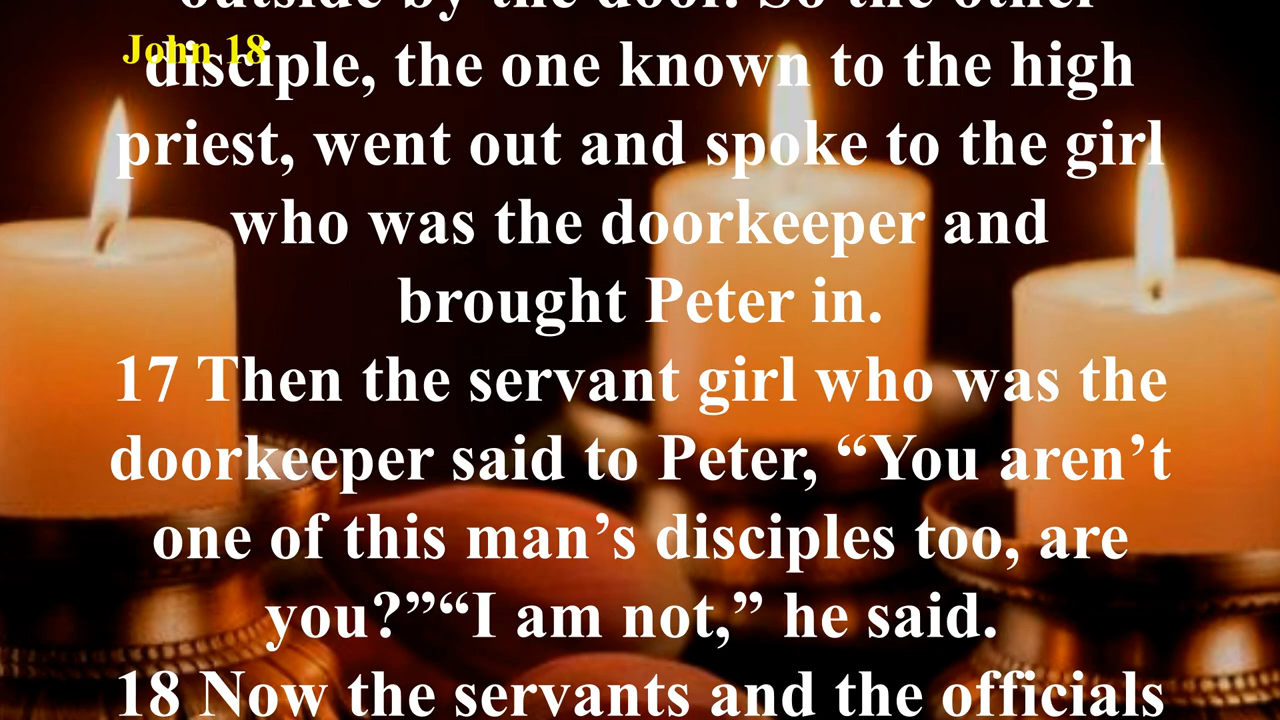 outside by the door. So the other
John 18
disciple, the one known to the high
priest, went out and spoke to the girl
who was the doorkeeper and
brought Peter in.
17 Then the servant girl who was the
doorkeeper said to Peter, “You aren’t
one of this man’s disciples too, are
you?”“I am not,” he said.
18 Now the servants and the officials